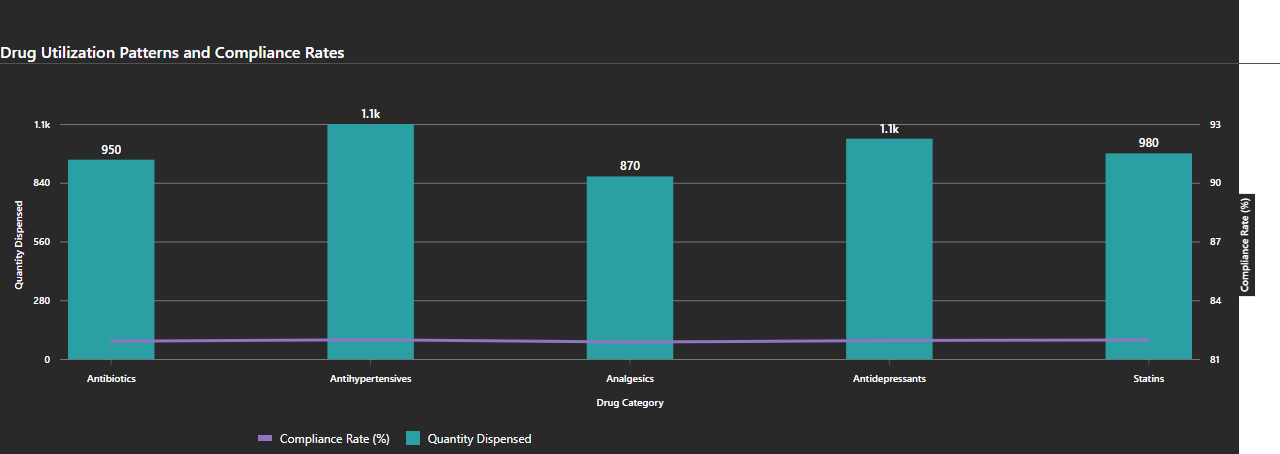 Drug Utilization Patterns and Compliance Rates
1.1k
840
560
280
0
Quantity Dispensed
950
1.1k
870
1.1k
980
93
90
87
84
81
Compliance Rate (%)
Antibiotics
Antihypertensives
Analgesics
Antidepressants
Statins
Drug Category
Compliance Rate (%)
Quantity Dispensed